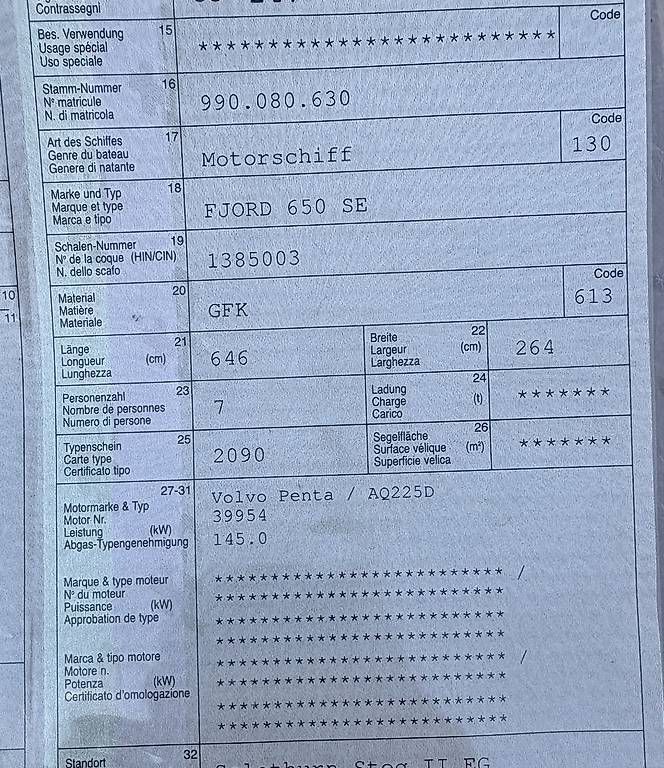 Contrassegni
Bes. Verwendung 15 Code
Usage spécial
Uso speciale
*************************
Stamm-Nummer 16
N° matricule
N. di matricola
990.080.630
Art des Schiffes 17 Code
Genre du bateau
Genere di natante
Motorschiff 130
Marke und Typ 18
Marque et type
Marca e tipo
FJORD 650 SE
Schalen-Nummer 19
N° de la coque (HIN/CIN)
N. dello scafo
1385003
Material 20 Code
Matière
Materiale
GFK 613
10
11
Länge 21
Longueur (cm)
Lunghezza
646
Breite 22
Largeur (cm)
Larghezza
264
Personenzahl 23
Nombre de personnes
Numero di persone
7
Ladung 24
Charge (t)
Carico
*******
Typenschein 25
Carte type
Certificato tipo
2090
Segelfläche 26
Surface vélique (m²)
Superficie velica
*******
27-31
Motormarke & Typ Volvo Penta / AQ225D
Motor Nr. 39954
Leistung (kW) 145.0
Abgas-Typengenehmigung
Marque & type moteur ************************** /
N° du moteur **************************
Puissance (kW) **************************
Approbation de type **************************
Marca & tipo motore ************************** /
Motore n. **************************
Potenza (kW) **************************
Certificato d'omologazione **************************
Standort 32
Steg II FG